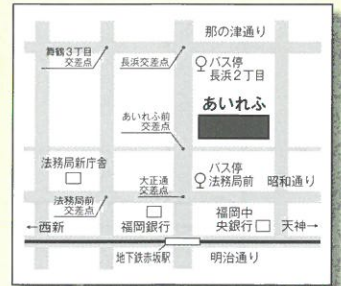 那の津通り
舞鶴3丁目
交差点
長浜交差点
バス停
長浜2丁目
あいれふ
あいれふ前
交差点
法務局新庁舎
大正通
交差点
バス停
法務局前
昭和通り
法務局前
交差点
福岡銀行
福岡中
央銀行
←西新
天神→
地下鉄赤坂駅
明治通り